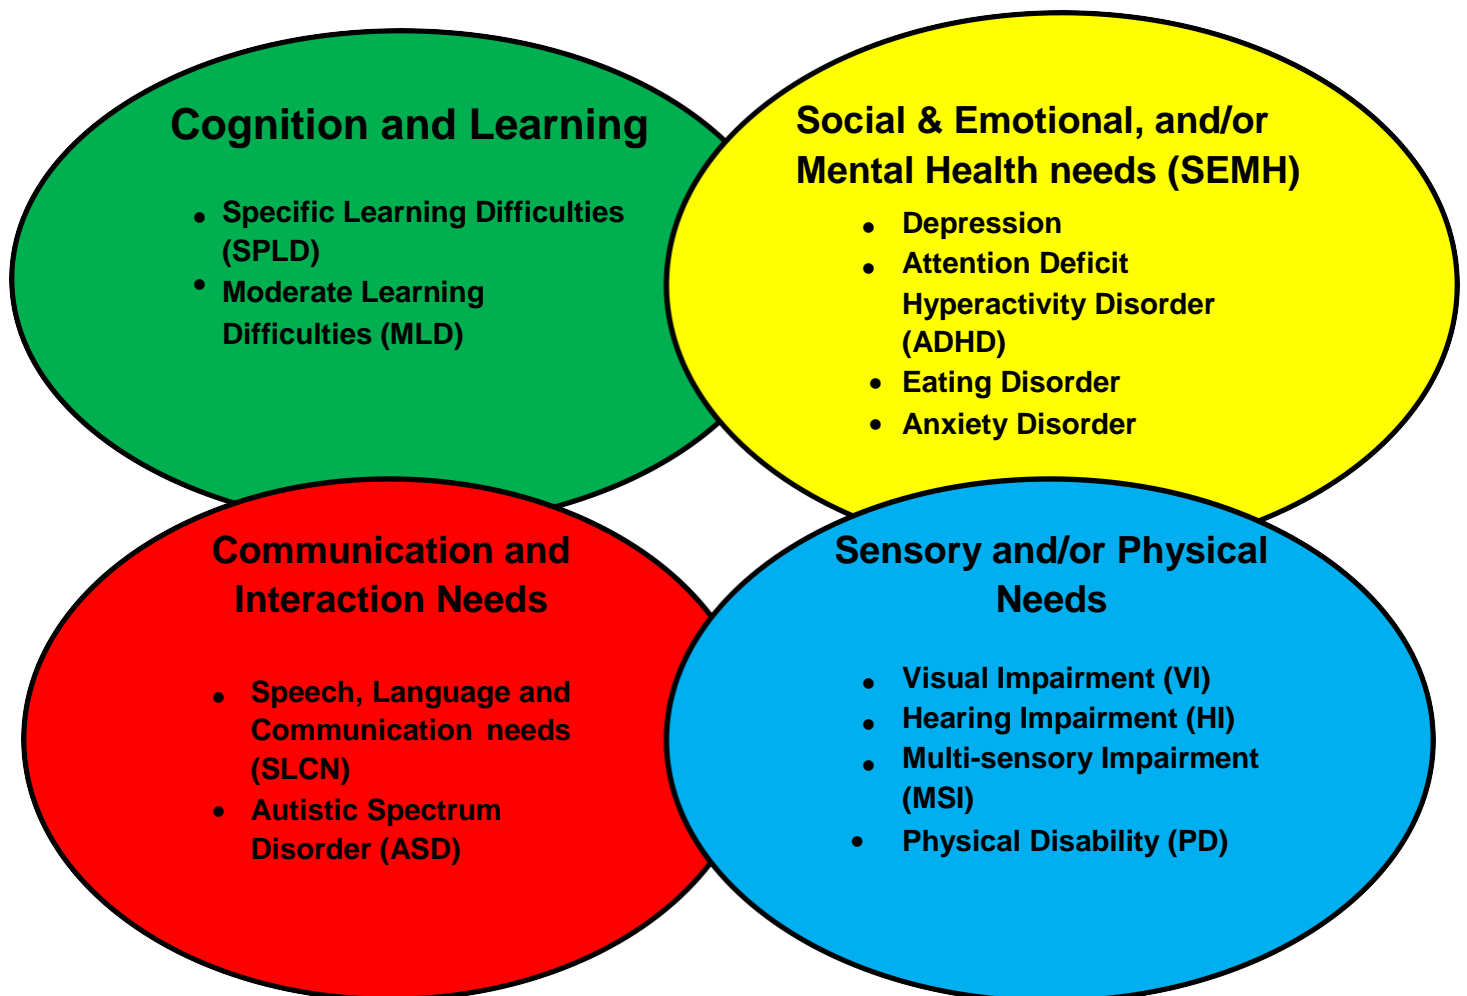 Cognition and Learning
• Specific Learning Difficulties
(SPLD)
• Moderate Learning
Difficulties (MLD)
Social & Emotional, and/or
Mental Health needs (SEMH)
• Depression
• Attention Deficit
Hyperactivity Disorder
(ADHD)
• Eating Disorder
• Anxiety Disorder
Communication and
Interaction Needs
• Speech, Language and
Communication needs
(SLCN)
• Autistic Spectrum
Disorder (ASD)
Sensory and/or Physical
Needs
• Visual Impairment (VI)
• Hearing Impairment (HI)
• Multi-sensory Impairment
(MSI)
• Physical Disability (PD)